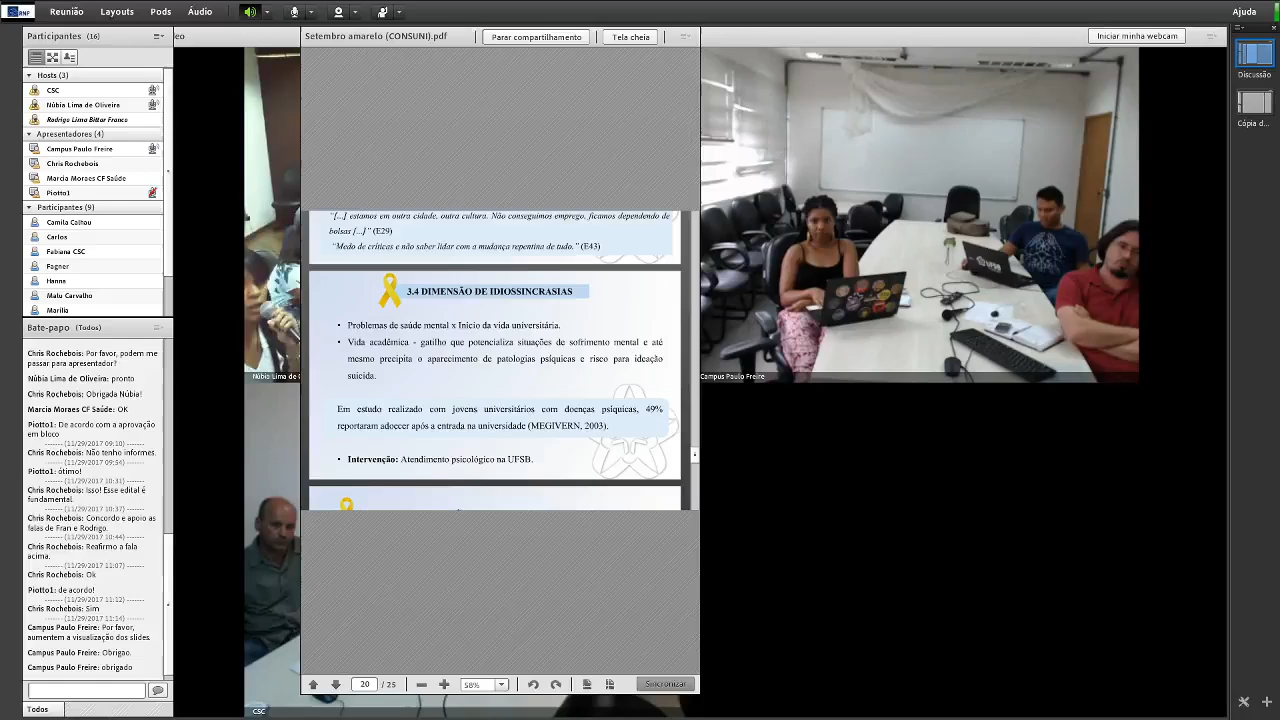 RNP
Reunião Layouts Pods Áudio
Ajuda
Participantes (16)
eo
Setembro amarelo (CONSUNI).pdf
Parar compartilhamento
Tela cheia
Iniciar minha webcam
Hosts (3)
CSC
Núbia Lima de Oliveira
Rodrigo Lima Bittar Franco
Apresentadores (4)
Campus Paulo Freire
Chris Rochebois
Marcia Moraes CF Saúde
Piotto1
Participantes (9)
Camila Calhau
Carlos
Fabiana CSC
Fagner
Hanna
Malu Carvalho
Marília
Bate-papo (Todos)
Chris Rochebois: Por favor, podem me
passar para apresentador?
Núbia Lima de Oliveira: pronto
Chris Rochebois: Obrigada Núbia!
Marcia Moraes CF Saúde: OK
Piotto1: De acordo com a aprovação
em bloco
------- (11/29/2017 09:10) -------
Chris Rochebois: Não tenho informes.
------- (11/29/2017 09:54) -------
Piotto1: ótimo!
------- (11/29/2017 10:31) -------
Chris Rochebois: Isso! Esse edital é
fundamental.
------- (11/29/2017 10:37) -------
Chris Rochebois: Concordo e apoio as
falas de Fran e Rodrigo.
------- (11/29/2017 10:44) -------
Chris Rochebois: Reafirmo a fala
acima.
------- (11/29/2017 11:07) -------
Chris Rochebois: Ok
Piotto1: de acordo!
------- (11/29/2017 11:12) -------
Chris Rochebois: Sim
------- (11/29/2017 11:14) -------
Campus Paulo Freire: Por favor,
aumentem a visualização dos slides.
Campus Paulo Freire: Obrigao.
Campus Paulo Freire: obrigado
Todos
Núbia Lima de O
CSC
“[...] estamos em outra cidade, outra cultura. Não conseguimos emprego, ficamos dependendo de
bolsas [...]” (E29)
“Medo de críticas e não saber lidar com a mudança repentina de tudo.” (E43)
3.4 DIMENSÃO DE IDIOSSINCRASIAS
• Problemas de saúde mental x Início da vida universitária.
• Vida acadêmica - gatilho que potencializa situações de sofrimento mental e até
mesmo precipita o aparecimento de patologias psíquicas e risco para ideação
suicida.
Em estudo realizado com jovens universitários com doenças psíquicas, 49%
reportaram adoecer após a entrada na universidade (MEGIVERN, 2003).
• Intervenção: Atendimento psicológico na UFSB.
20 / 25
58%
Sincronizar
UFSB
Campus Paulo Freire
Discussão
Cópia d...